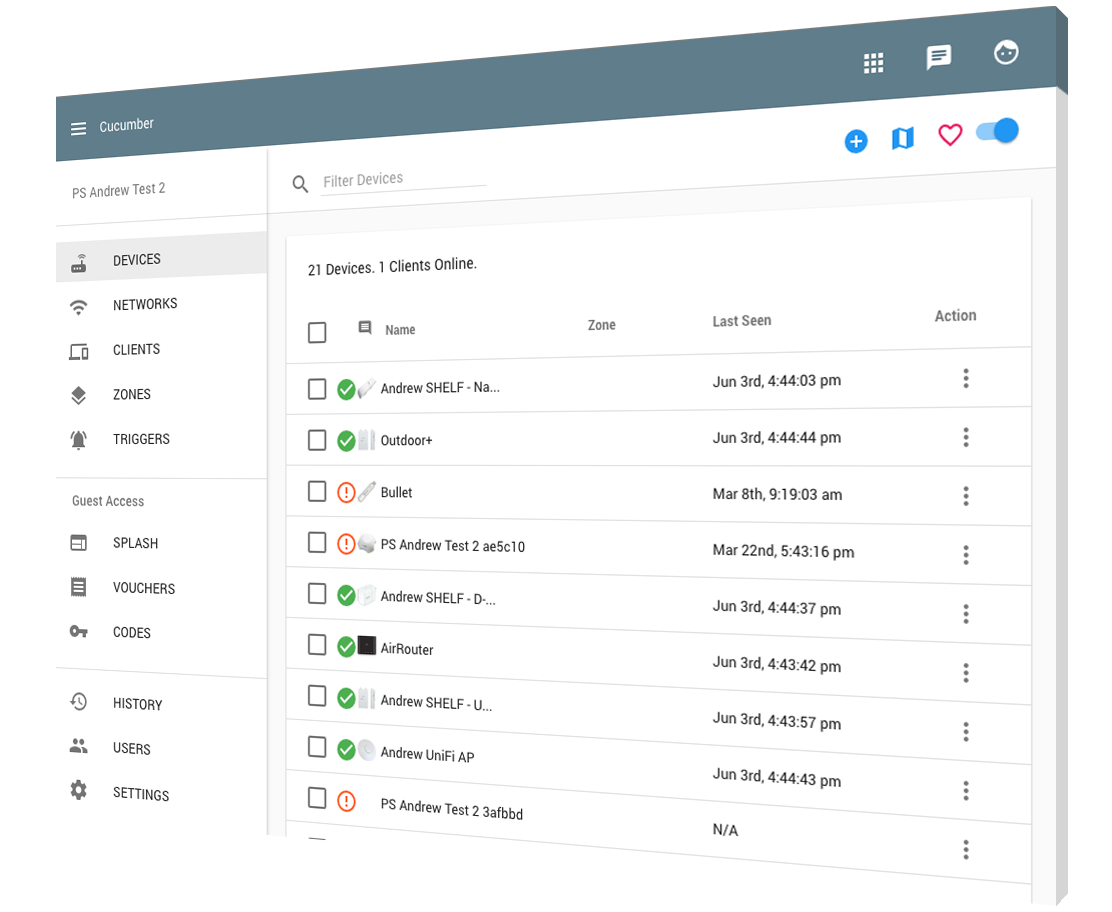 Cucumber
PS Andrew Test 2
Filter Devices
DEVICES
NETWORKS
CLIENTS
ZONES
TRIGGERS
Guest Access
SPLASH
VOUCHERS
CODES
HISTORY
USERS
SETTINGS
21 Devices. 1 Clients Online.
Name Zone Last Seen Action
Andrew SHELF - Na... Jun 3rd, 4:44:03 pm
Outdoor+ Jun 3rd, 4:44:44 pm
Bullet Mar 8th, 9:19:03 am
PS Andrew Test 2 ae5c10 Mar 22nd, 5:43:16 pm
Andrew SHELF - D-... Jun 3rd, 4:44:37 pm
AirRouter Jun 3rd, 4:43:42 pm
Andrew SHELF - U... Jun 3rd, 4:43:57 pm
Andrew UniFi AP Jun 3rd, 4:44:43 pm
PS Andrew Test 2 3afbbd N/A